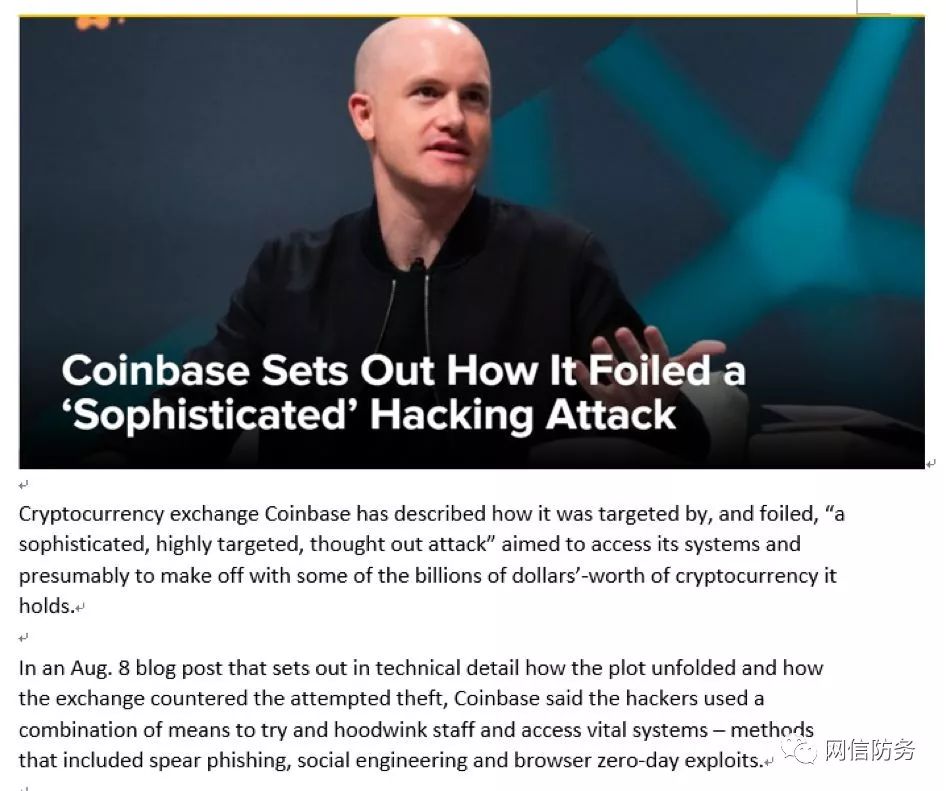 Coinbase Sets Out How It Foiled a
‘Sophisticated’ Hacking Attack
Cryptocurrency exchange Coinbase has described how it was targeted by, and foiled, “a
sophisticated, highly targeted, thought out attack” aimed to access its systems and
presumably to make off with some of the billions of dollars’-worth of cryptocurrency it
holds.
In an Aug. 8 blog post that sets out in technical detail how the plot unfolded and how
the exchange countered the attempted theft, Coinbase said the hackers used a
combination of means to try and hoodwink staff and access vital systems – methods
that included spear phishing, social engineering and browser zero-day exploits.
网信防务